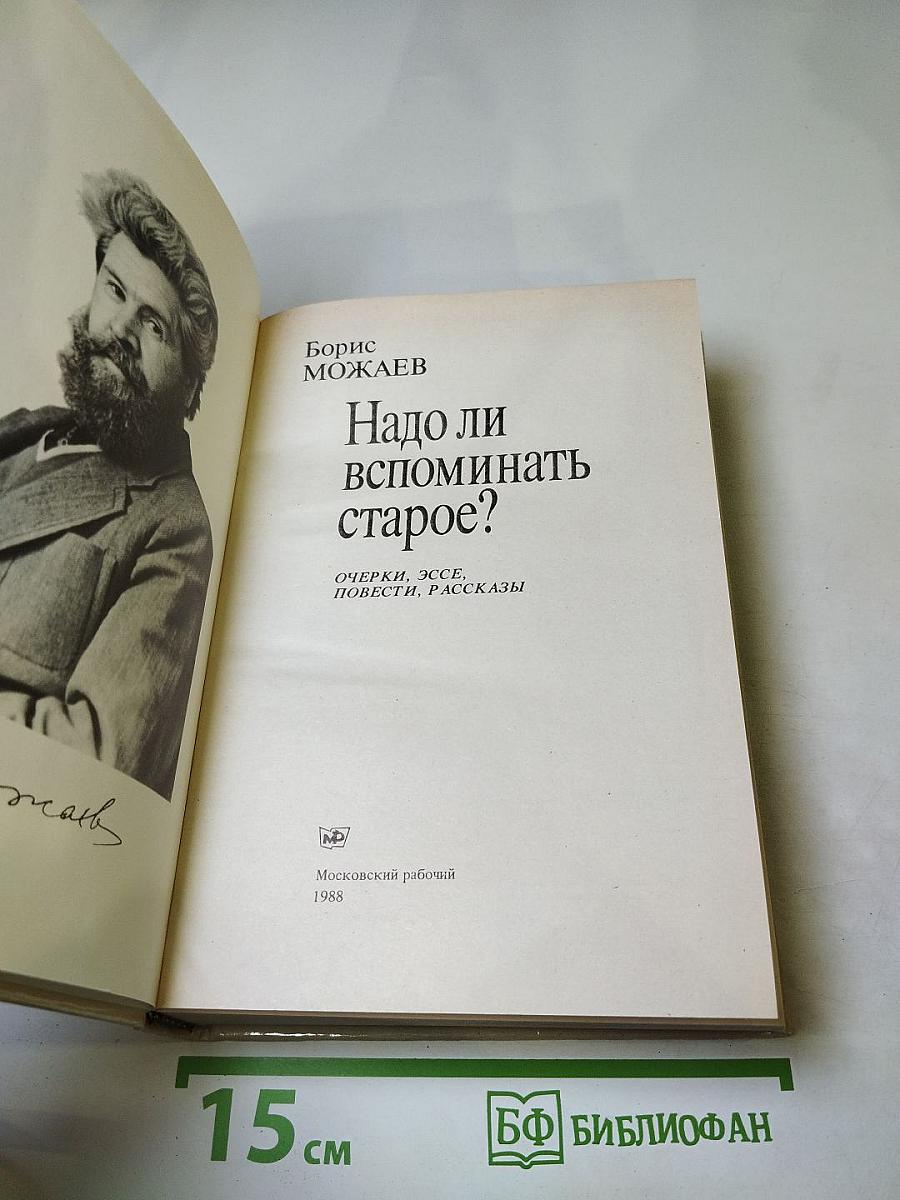 Борис
МОЖАЕВ
Надо ли
вспоминать
старое?
ОЧЕРКИ, ЭССЕ,
ПОВЕСТИ, РАССКАЗЫ
МР
Московский рабочий
1988
15 см
БФ БИБЛИОФАН